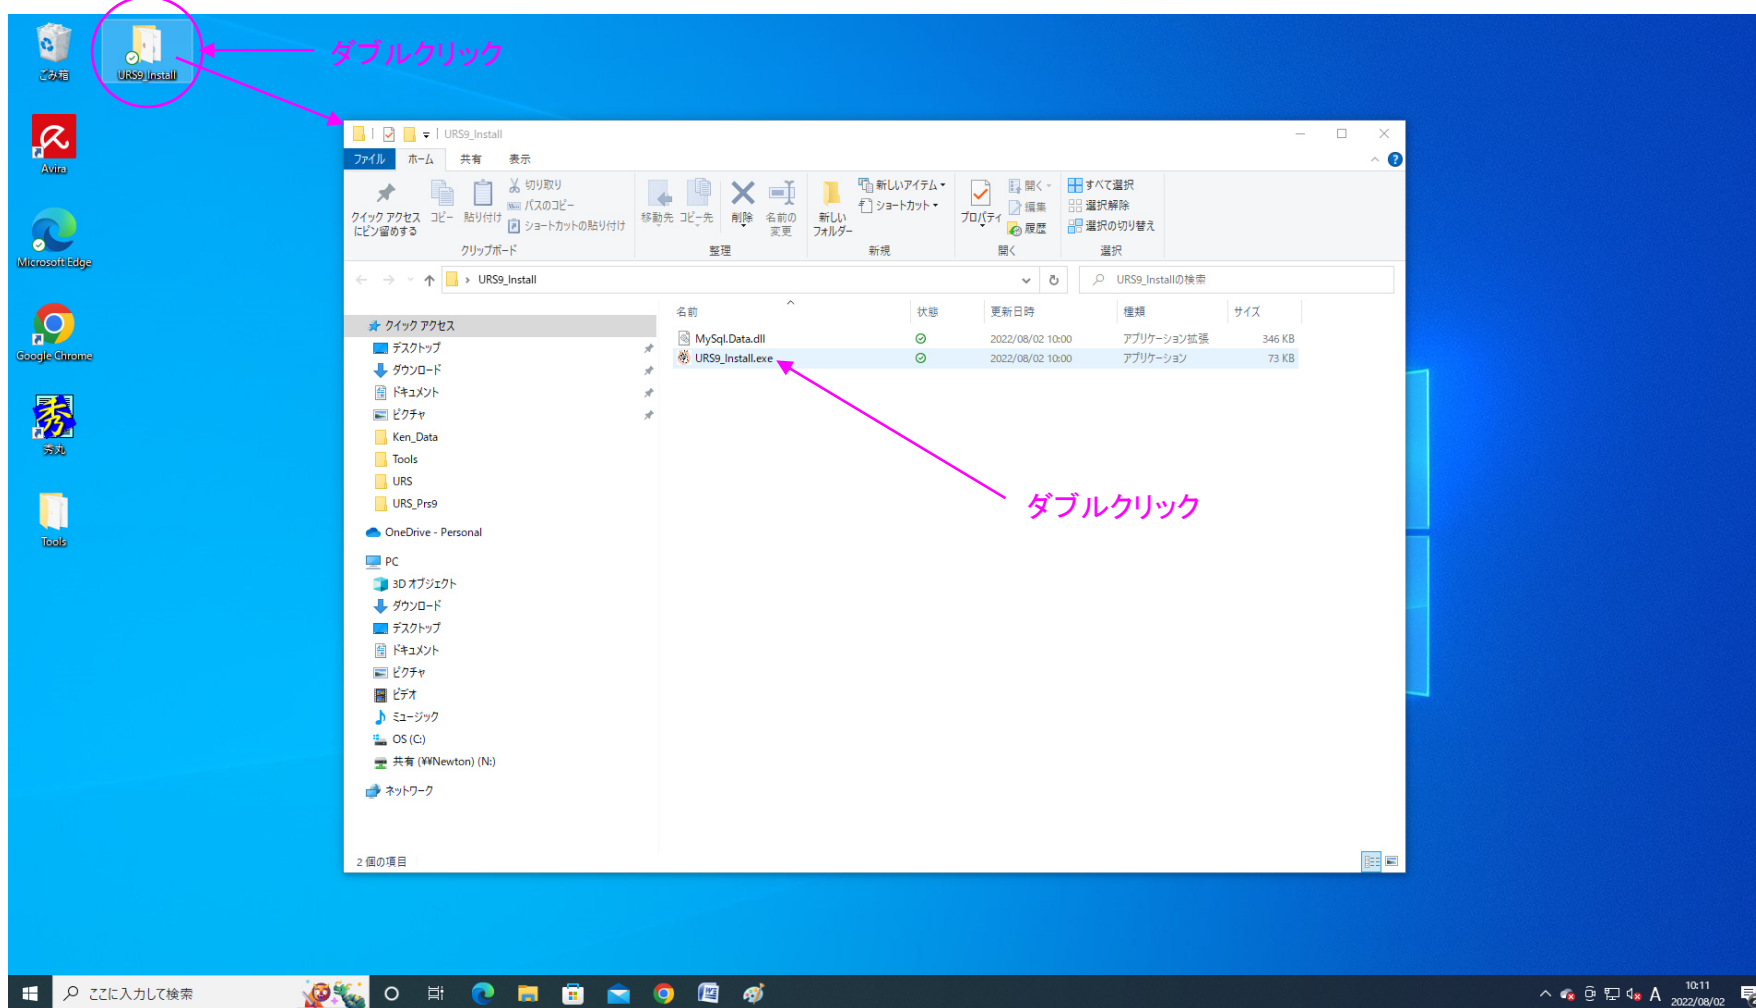 ごみ箱
URS9_Install
ダブルクリック
Avira
Microsoft Edge
Google Chrome
秀
秀丸
Tools
URS9_Install
ファイル ホーム 共有 表示
クイック アクセス
にピン留めする
コピー
貼り付け
切り取り
パスのコピー
ショートカットの貼り付け
クリップボード
移動先
コピー先
削除
名前の
変更
整理
新しい
フォルダー
新しいアイテム
ショートカット
新規
プロパティ
開く
編集
履歴
開く
すべて選択
選択解除
選択の切り替え
選択
URS9_Install
URS9_Installの検索
名前 状態 更新日時 種類 サイズ
MySql.Data.dll 2022/08/02 10:00 アプリケーション拡張 346 KB
URS9_Install.exe 2022/08/02 10:00 アプリケーション 73 KB
ダブルクリック
クイック アクセス
デスクトップ
ダウンロード
ドキュメント
ピクチャ
Ken_Data
Tools
URS
URS_Prs9
OneDrive - Personal
PC
3D オブジェクト
ダウンロード
デスクトップ
ドキュメント
ピクチャ
ビデオ
ミュージック
OS (C:)
共有 (¥¥Newton) (N:)
ネットワーク
2 個の項目
ここに入力して検索
A
10:11
2022/08/02